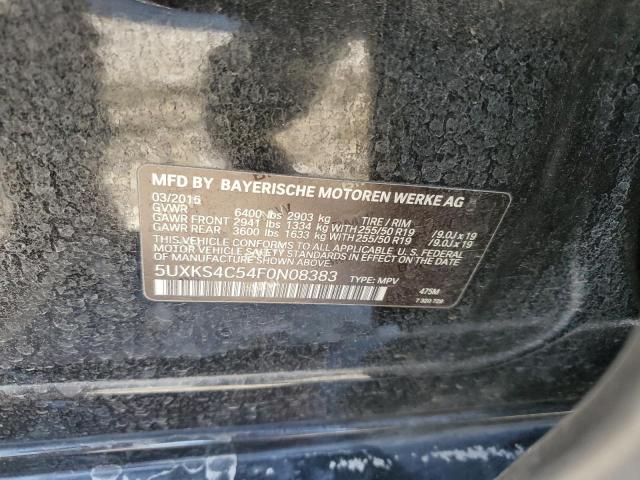 MFD BY BAYERISCHE MOTOREN WERKE AG
03/2015
GVWR 6400 lbs 2903 kg TIRE / RIM
GAWR FRONT 2941 lbs 1334 kg WITH 255/50 R19 /9.0J x 19
GAWR REAR 3600 lbs 1633 kg WITH 255/50 R19 /9.0J x 19
THIS VEHICLE CONFORMS TO ALL APPLICABLE U. S. FEDERAL
MOTOR VEHICLE SAFETY STANDARDS IN EFFECT ON THE
DATE OF MANUFACTURE SHOWN ABOVE.
5UXKS4C54F0N08383 TYPE: MPV
475M
7 320 728